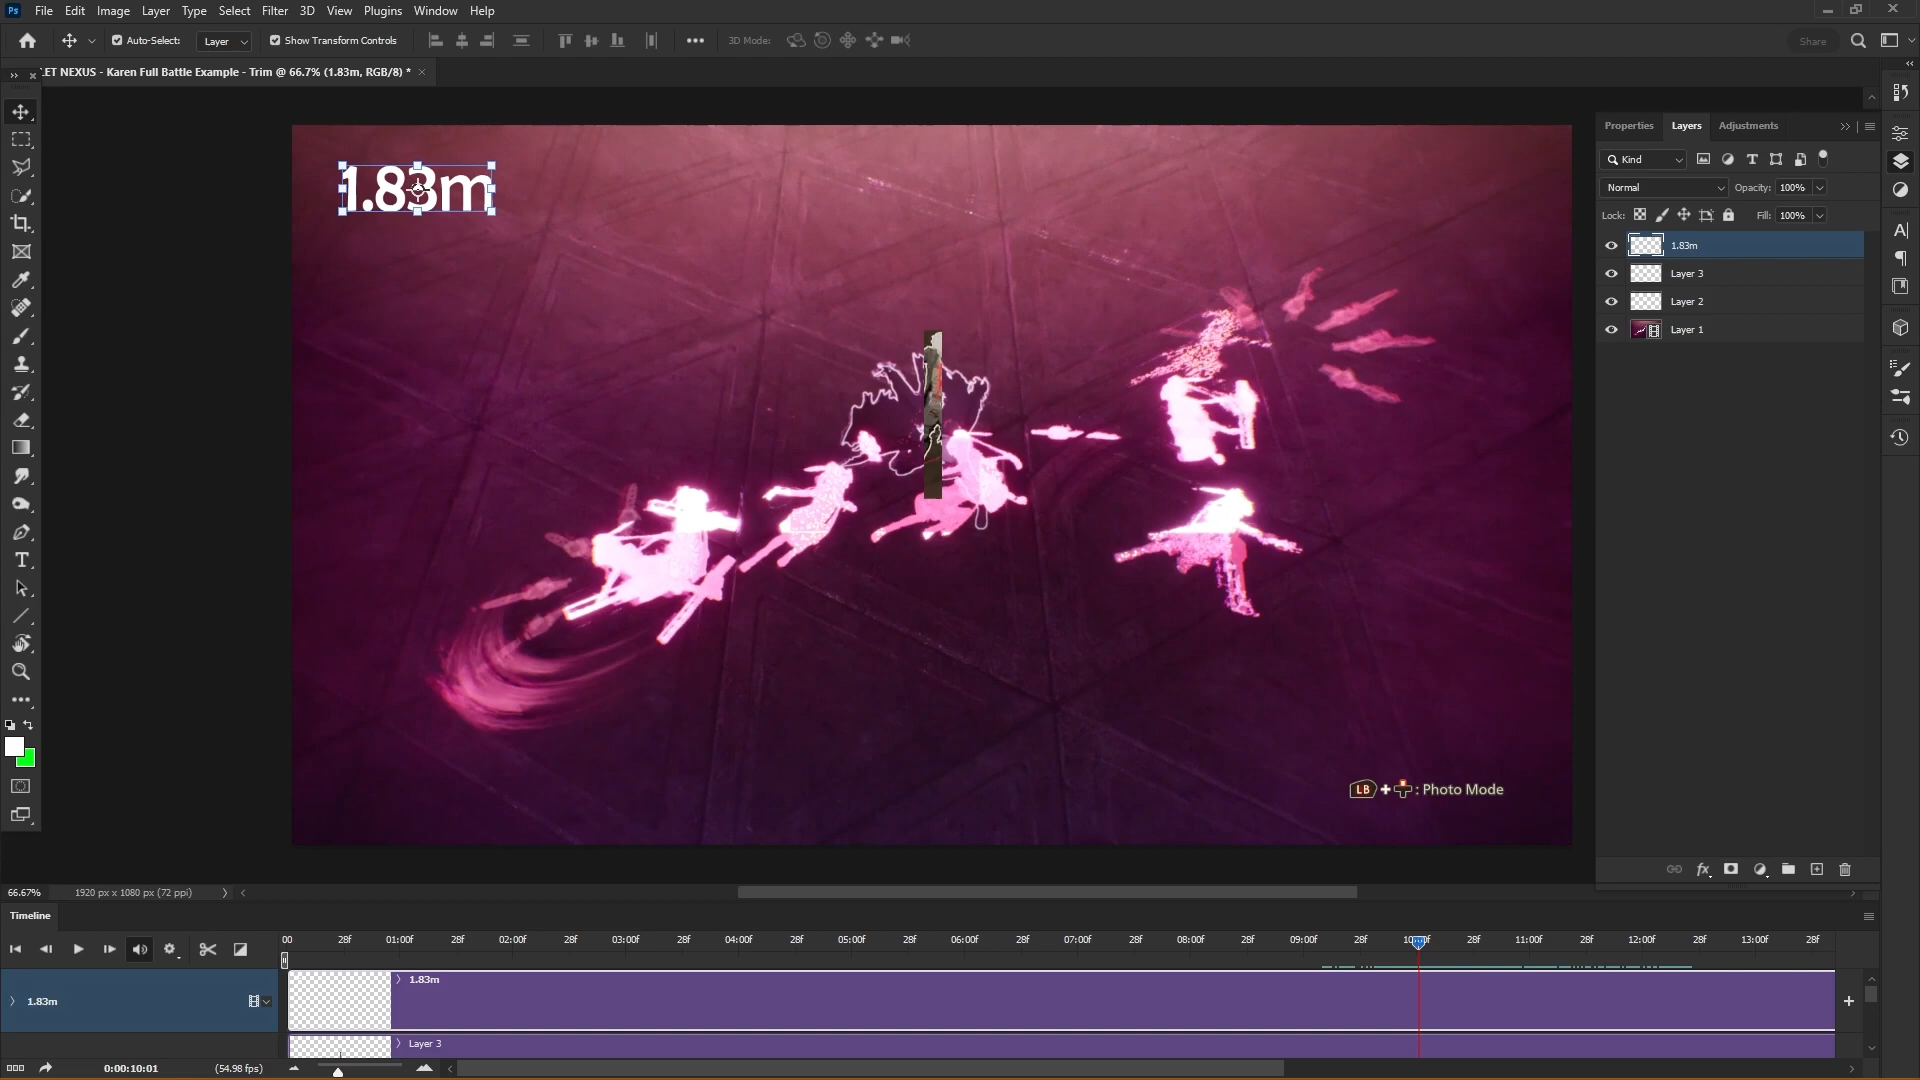 Ps File Edit Image Layer Type Select Filter 3D View Plugins Window Help
Auto-Select: Layer Show Transform Controls 3D Mode: Share
LET NEXUS - Karen Full Battle Example - Trim @ 66.7% (1.83m, RGB/8) *
Properties Layers Adjustments
Kind
Normal Opacity: 100%
Lock: Fill: 100%
1.83m
Layer 3
Layer 2
Layer 1
1.83m
LB + : Photo Mode
fx
66.67% 1920 px x 1080 px (72 ppi)
Timeline
00 28f 01:00f 28f 02:00f 28f 03:00f 28f 04:00f 28f 05:00f 28f 06:00f 28f 07:00f 28f 08:00f 28f 09:00f 28f 28f 11:00f 28f 12:00f 28f 13:00f 28f
1.83m
1.83m
Layer 3
0:00:10:01 (54.98 fps)